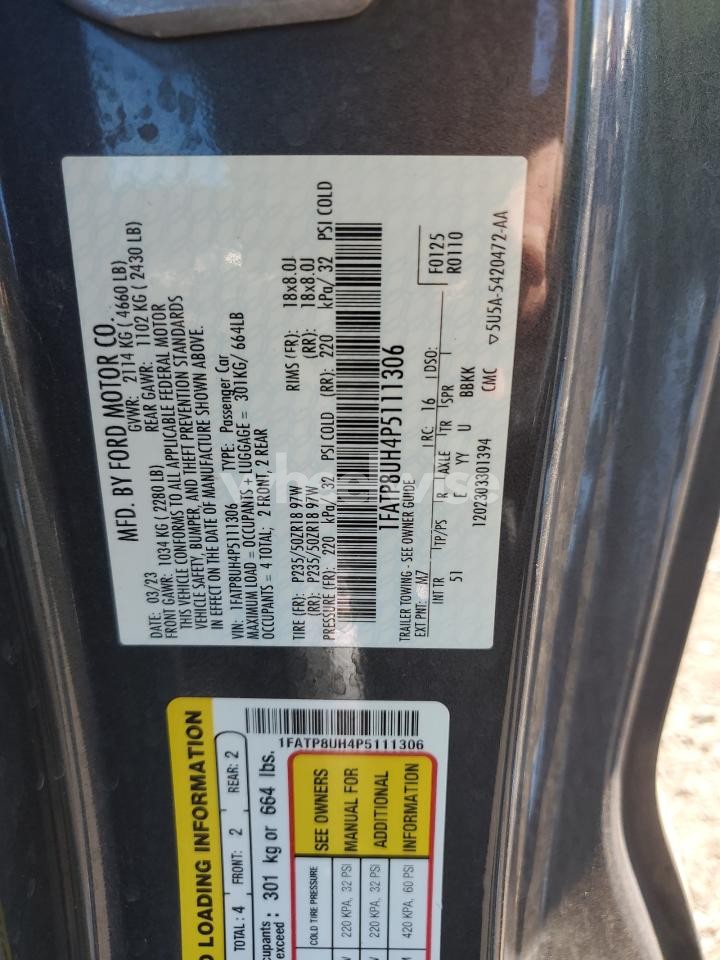 MFD. BY FORD MOTOR CO.
DATE: 03/23 GVWR: 2114 KG ( 4660 LB)
FRONT GAWR: 1034 KG ( 2280 LB) REAR GAWR: 1102 KG ( 2430 LB)
THIS VEHICLE CONFORMS TO ALL APPLICABLE FEDERAL MOTOR
VEHICLE SAFETY, BUMPER, AND THEFT PREVENTION STANDARDS
IN EFFECT ON THE DATE OF MANUFACTURE SHOWN ABOVE.
VIN: 1FATP8UH4P5111306 TYPE: Passenger Car
MAXIMUM LOAD = OCCUPANTS + LUGGAGE = 301KG/ 664LB
OCCUPANTS = 4 TOTAL; 2 FRONT, 2 REAR
TIRE (FR): P235/50ZR18 97W RIMS (FR): 18x8.0J
(RR): P235/50ZR18 97W (RR): 18x8.0J
PRESSURE (FR): 220 kPa/ 32 PSI COLD (RR): 220 kPa/ 32 PSI COLD
1FATP8UH4P5111306
TRAILER TOWING - SEE OWNER GUIDE
EXT PNT: M7 RC: 16 DSO: F0125
INT TR TP/PS R AXLE TR SPR R0110
51 E YY U BBKK
1202303301394 CMC ▽5U5A-5420472-AA
wheelwise
LOADING INFORMATION
TOTAL: 4 FRONT: 2 REAR: 2
301 kg or 664 lbs.
exceed
1FATP8UH4P5111306
COLD TIRE PRESSURE
220 KPA, 32 PSI
220 KPA, 32 PSI
420 KPA, 60 PSI
SEE OWNERS
MANUAL FOR
ADDITIONAL
INFORMATION